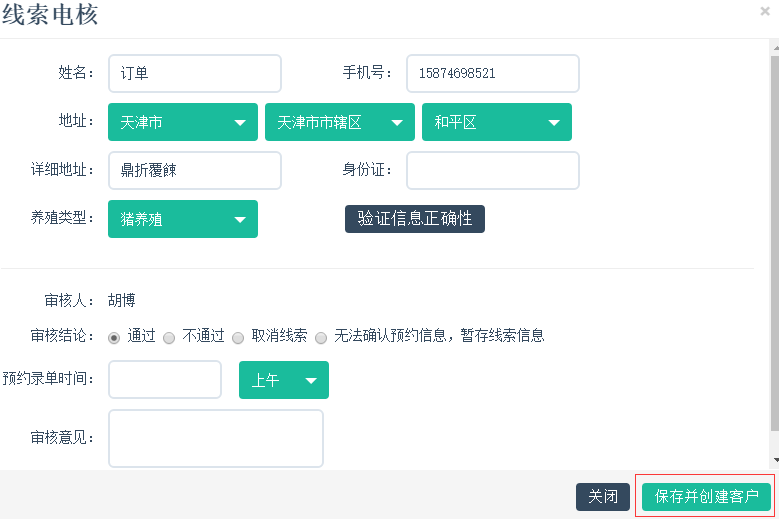 线索电核 ×
姓名： 订单 手机号： 15874698521
地址： 天津市 天津市市辖区 和平区
详细地址： 鼎折覆餗 身份证：
养殖类型： 猪养殖 验证信息正确性
审核人： 胡博
审核结论： 通过 不通过 取消线索 无法确认预约信息，暂存线索信息
预约录单时间： 上午
审核意见：
关闭 保存并创建客户